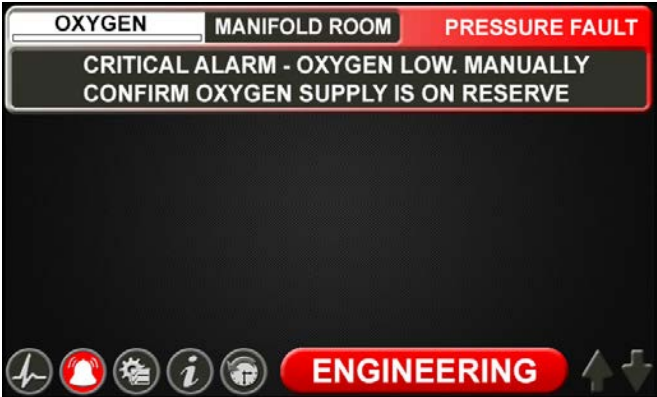 OXYGEN MANIFOLD ROOM PRESSURE FAULT
CRITICAL ALARM - OXYGEN LOW. MANUALLY
CONFIRM OXYGEN SUPPLY IS ON RESERVE
ENGINEERING